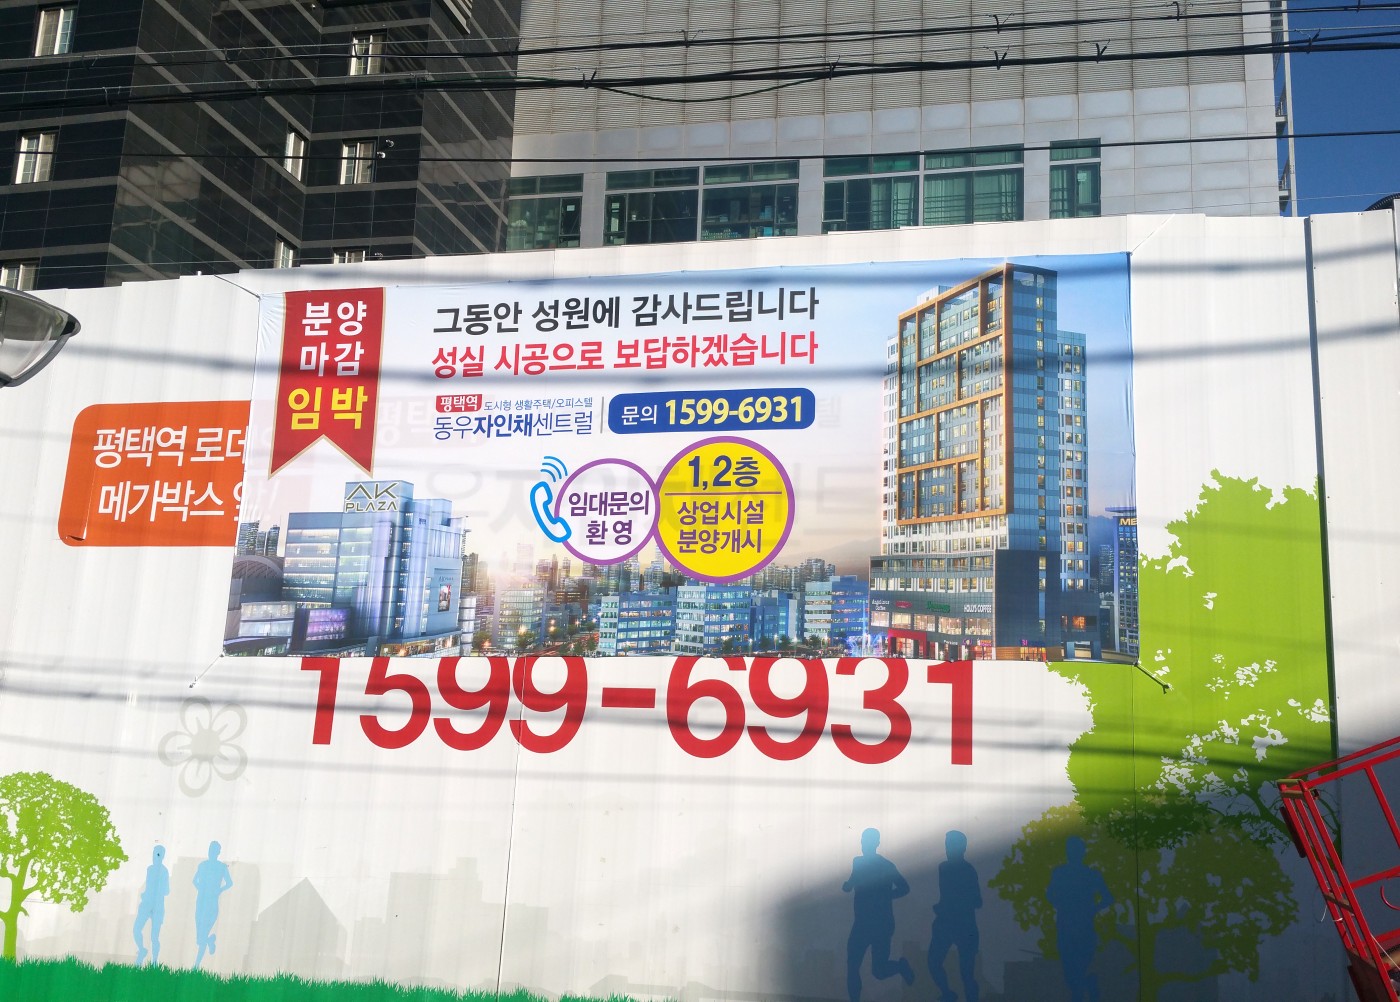 분양
마감
임박
그동안 성원에 감사드립니다
성실 시공으로 보답하겠습니다
평택역 도시형 생활주택/오피스텔
동우자인채센트럴
문의 1599-6931
평택역 로데
메가박스
AK
PLAZA
임대문의
환영
1,2층
상업시설
분양개시
HOLLYS COFFEE
ME
1599-6931